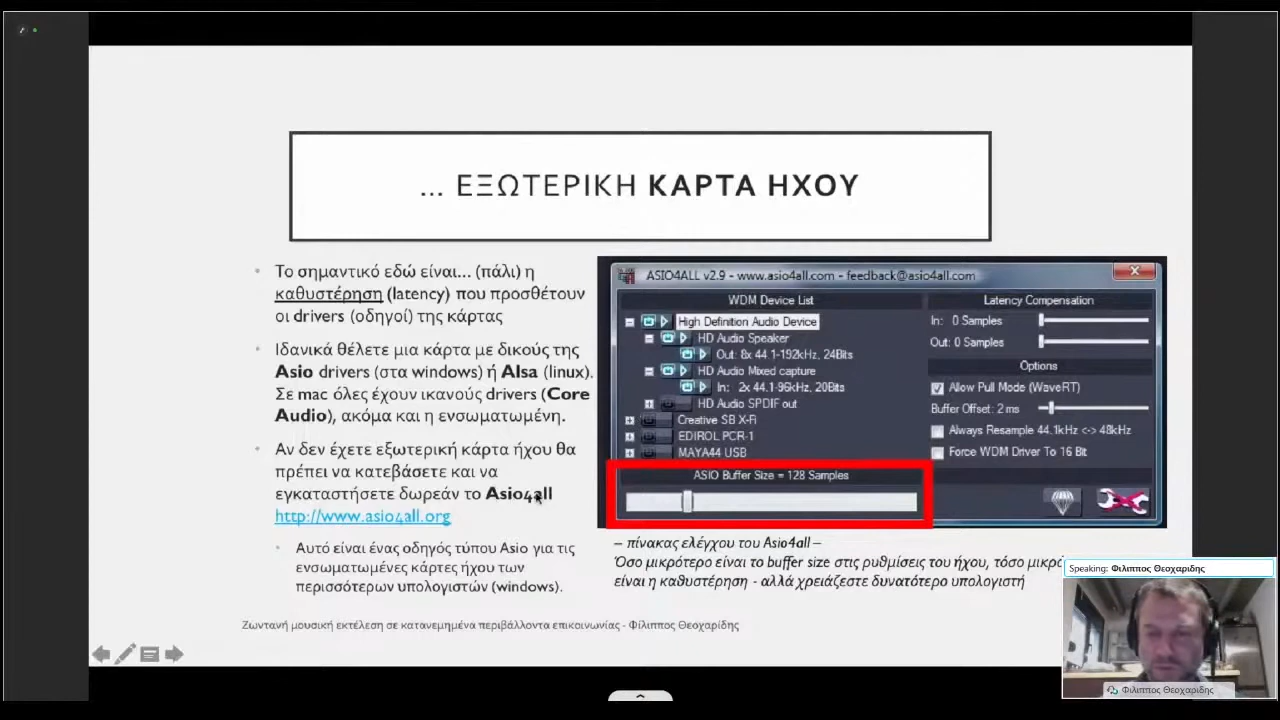 ... ΕΞΩΤΕΡΙΚΗ ΚΑΡΤΑ ΗΧΟΥ
• Το σημαντικό εδώ είναι... (πάλι) η
καθυστέρηση (latency) που προσθέτουν
οι drivers (οδηγοί) της κάρτας
• Ιδανικά θέλετε μια κάρτα με δικούς της
Asio drivers (στα windows) ή Alsa (linux).
Σε mac όλες έχουν ικανούς drivers (Core
Audio), ακόμα και η ενσωματωμένη.
• Αν δεν έχετε εξωτερική κάρτα ήχου θα
πρέπει να κατεβάσετε και να
εγκαταστήσετε δωρεάν το Asio4all
http://www.asio4all.org
• Αυτό είναι ένας οδηγός τύπου Asio για τις
ενσωματωμένες κάρτες ήχου των
περισσότερων υπολογιστών (windows).
ASIO4ALL v2.9 - www.asio4all.com - feedback@asio4all.com
WDM Device List
High Definition Audio Device
HD Audio Speaker
Out: 8x 44.1-192kHz, 24Bits
HD Audio Mixed capture
In: 2x 44.1-96kHz, 20Bits
HD Audio SPDIF out
Creative SB X-Fi
EDIROL PCR-1
MAYA44 USB
ASIO Buffer Size = 128 Samples
Latency Compensation
In: 0 Samples
Out: 0 Samples
Options
Allow Pull Mode (WaveRT)
Buffer Offset: 2 ms
Always Resample 44.1kHz <-> 48kHz
Force WDM Driver To 16 Bit
– πίνακας ελέγχου του Asio4all –
Όσο μικρότερο είναι το buffer size στις ρυθμίσεις του ήχου, τόσο
είναι η καθυστέρηση - αλλά χρειάζεστε δυνατότερο υπολογιστή
Ζωντανή μουσική εκτέλεση σε κατανεμημένα περιβάλλοντα επικοινωνίας - Φίλιππος Θεοχαρίδης
Speaking: Φιλιππος Θεοχαριδης
Φιλιππος Θεοχαριδης